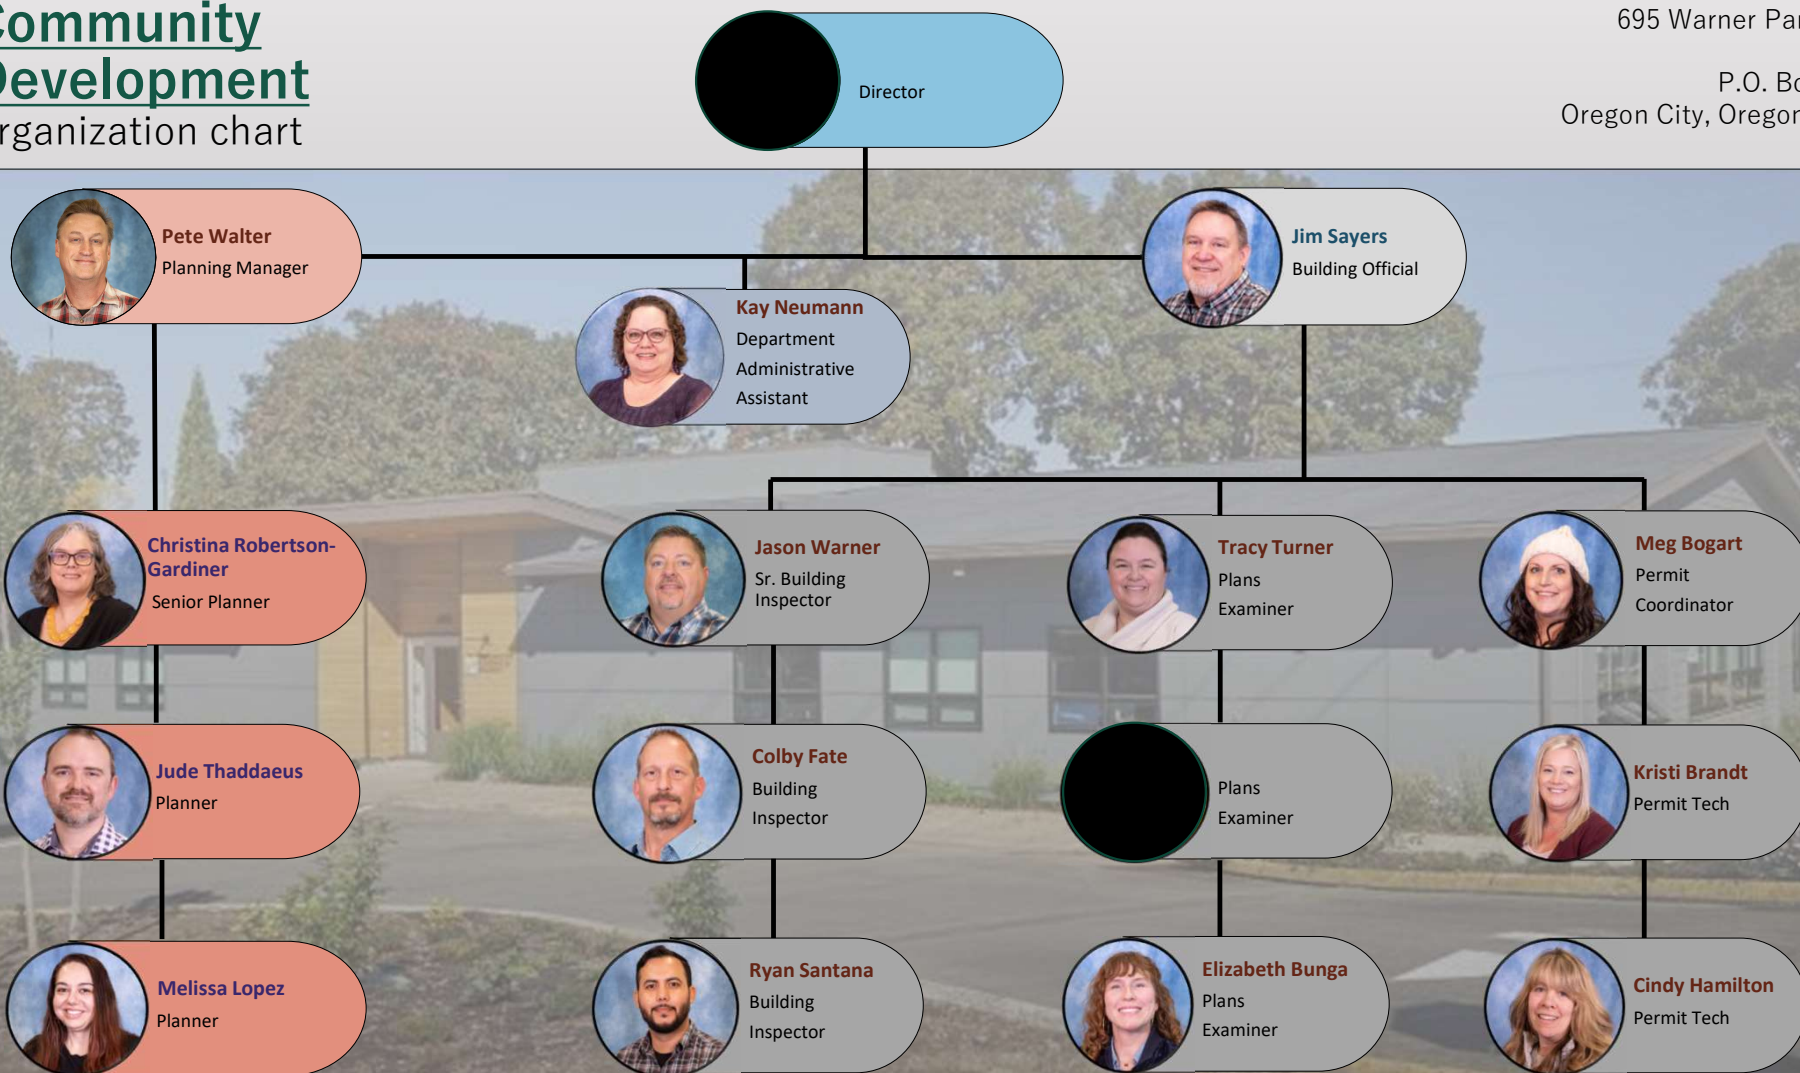 Community
Development
rganization chart
695 Warner Par
P.O. Bo
Oregon City, Oregon
Director
Pete Walter
Planning Manager
Kay Neumann
Department
Administrative
Assistant
Jim Sayers
Building Official
Christina Robertson-
Gardiner
Senior Planner
Jason Warner
Sr. Building
Inspector
Tracy Turner
Plans
Examiner
Meg Bogart
Permit
Coordinator
Jude Thaddaeus
Planner
Colby Fate
Building
Inspector
Plans
Examiner
Kristi Brandt
Permit Tech
Melissa Lopez
Planner
Ryan Santana
Building
Inspector
Elizabeth Bunga
Plans
Examiner
Cindy Hamilton
Permit Tech